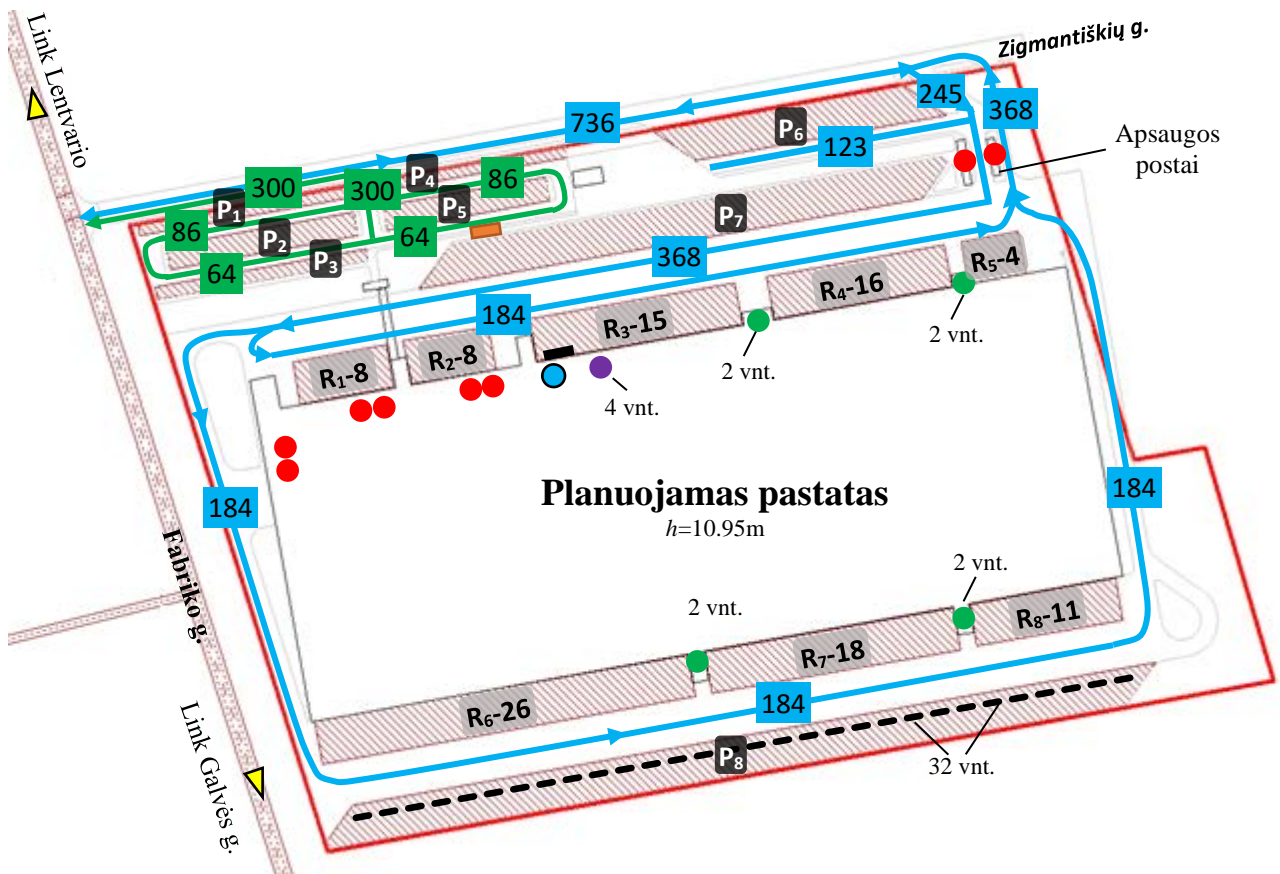 Link Lentvario
Zigmantiškių g.
736
245
368
P₆
123
Apsaugos
postai
300
300
P₄
86
P₁
P₅
P₇
86
P₂
64
P₃
64
368
R₅-4
R₄-16
184
R₃-15
2 vnt.
R₂-8
R₁-8
2 vnt.
4 vnt.
184
Planuojamas pastatas
h=10.95m
184
Fabriko g.
2 vnt.
2 vnt.
R₈-11
R₇-18
R₆-26
184
Link Galvės g.
P₈
32 vnt.